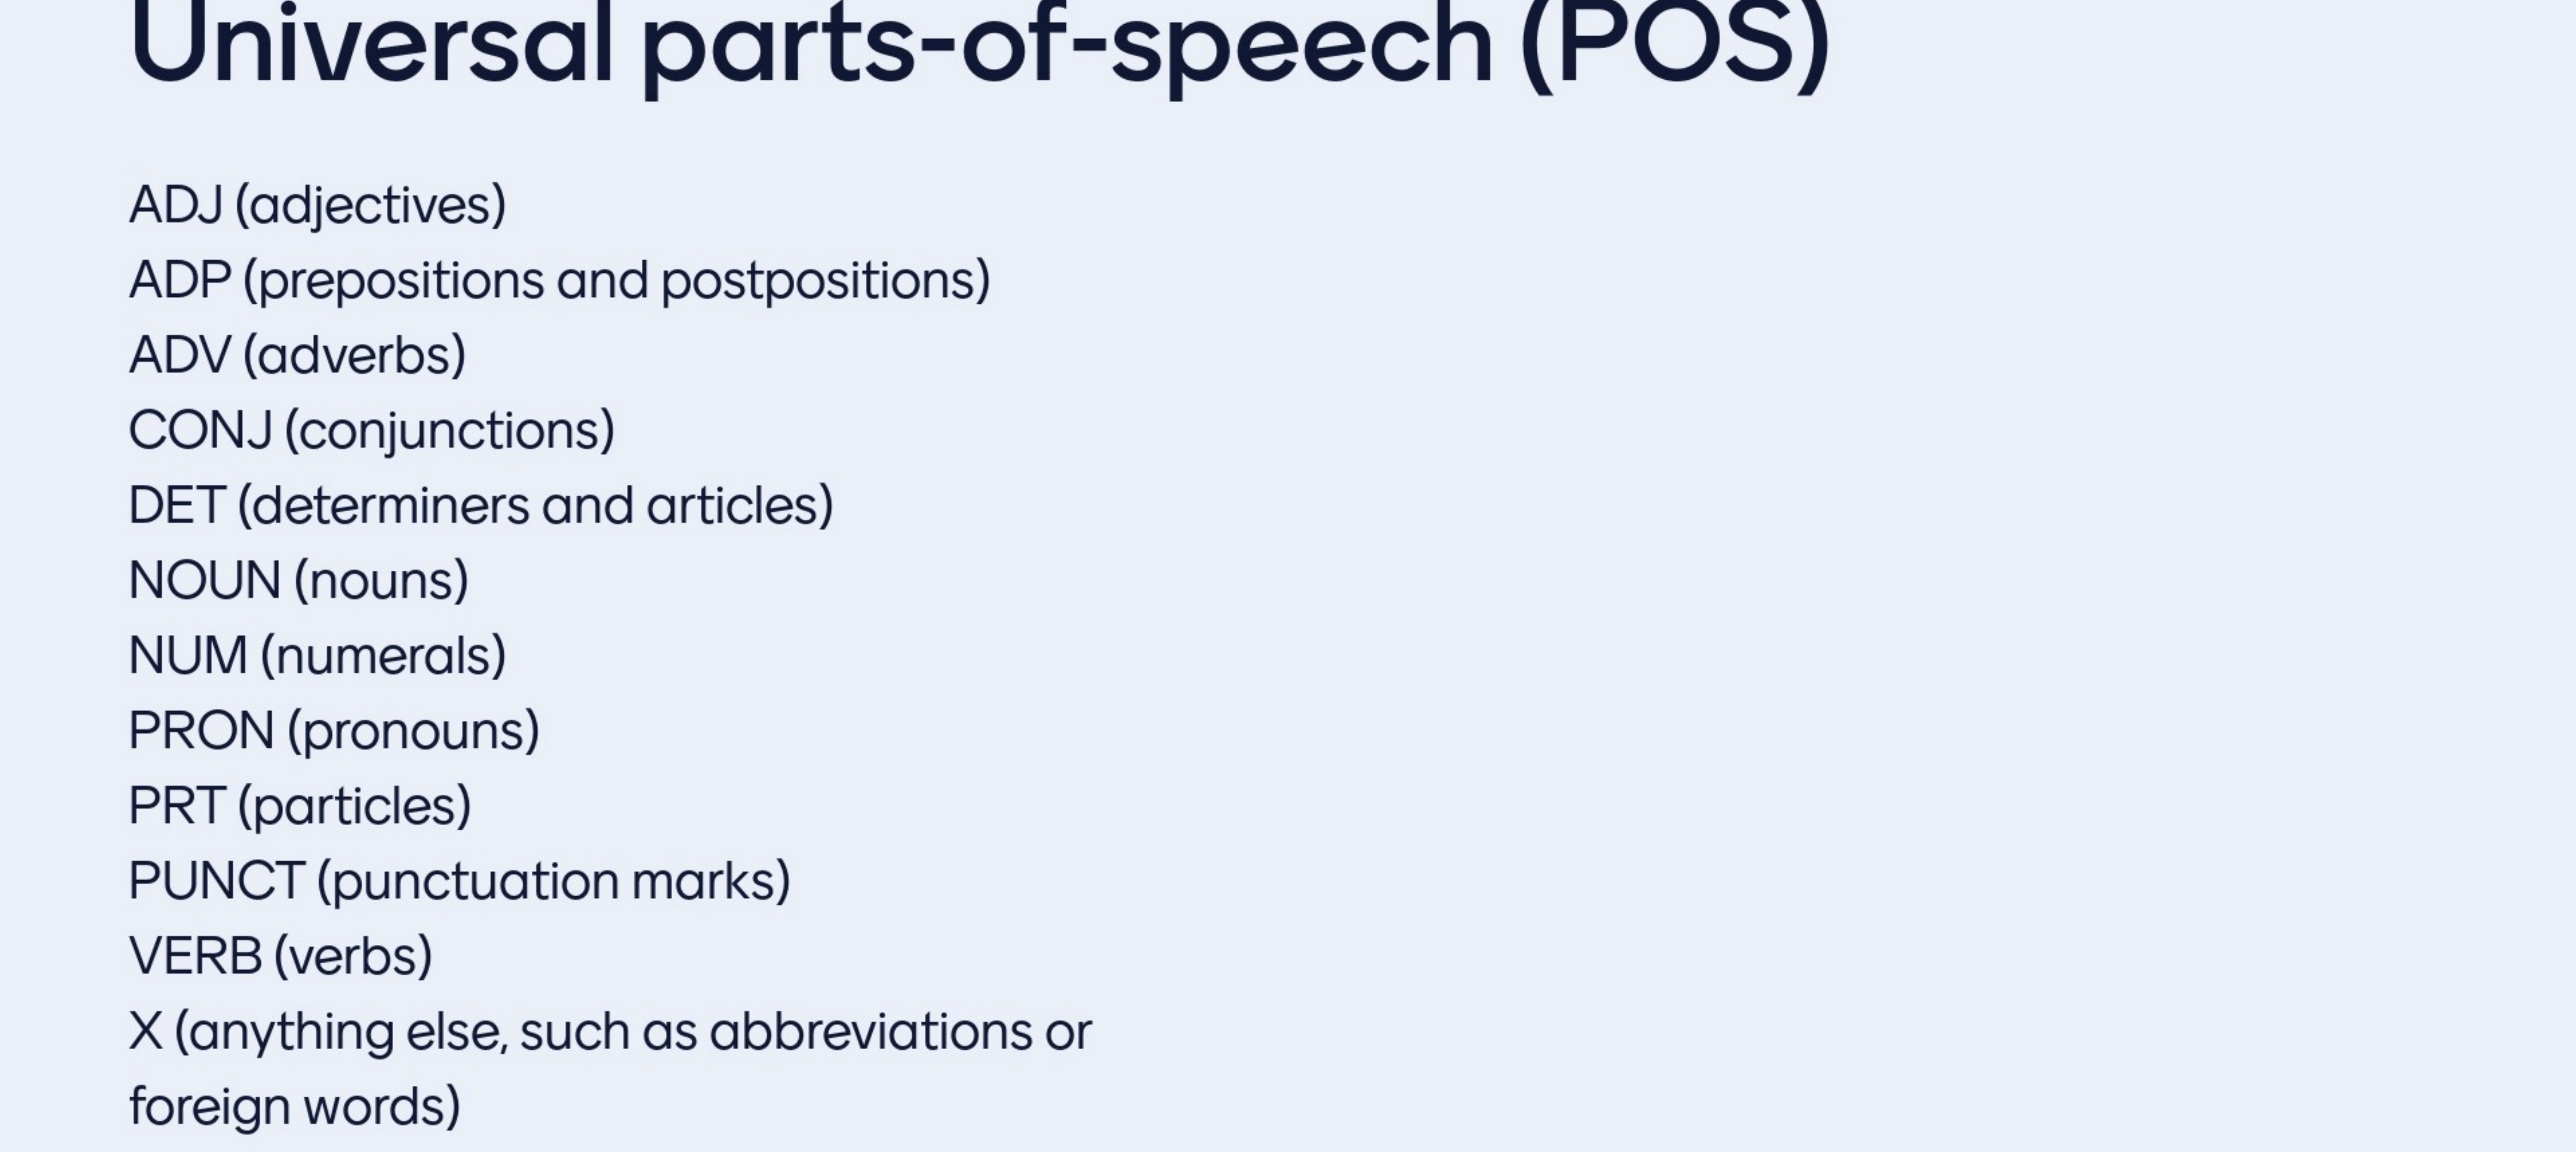 Universal parts-of-speech (POS)
ADJ (adjectives)
ADP (prepositions and postpositions)
ADV (adverbs)
CONJ (conjunctions)
DET (determiners and articles)
NOUN (nouns)
NUM (numerals)
PRON (pronouns)
PRT (particles)
PUNCT (punctuation marks)
VERB (verbs)
X (anything else, such as abbreviations or
foreign words)